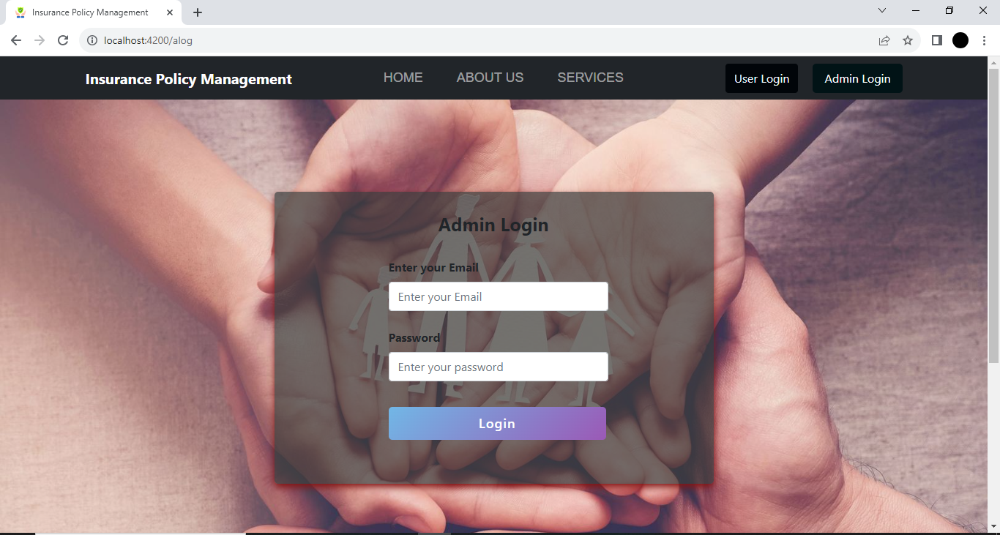 Insurance Policy Management
localhost:4200/alog
Insurance Policy Management HOME ABOUT US SERVICES User Login Admin Login
Admin Login
Enter your Email
Enter your Email
Password
Enter your password
Login